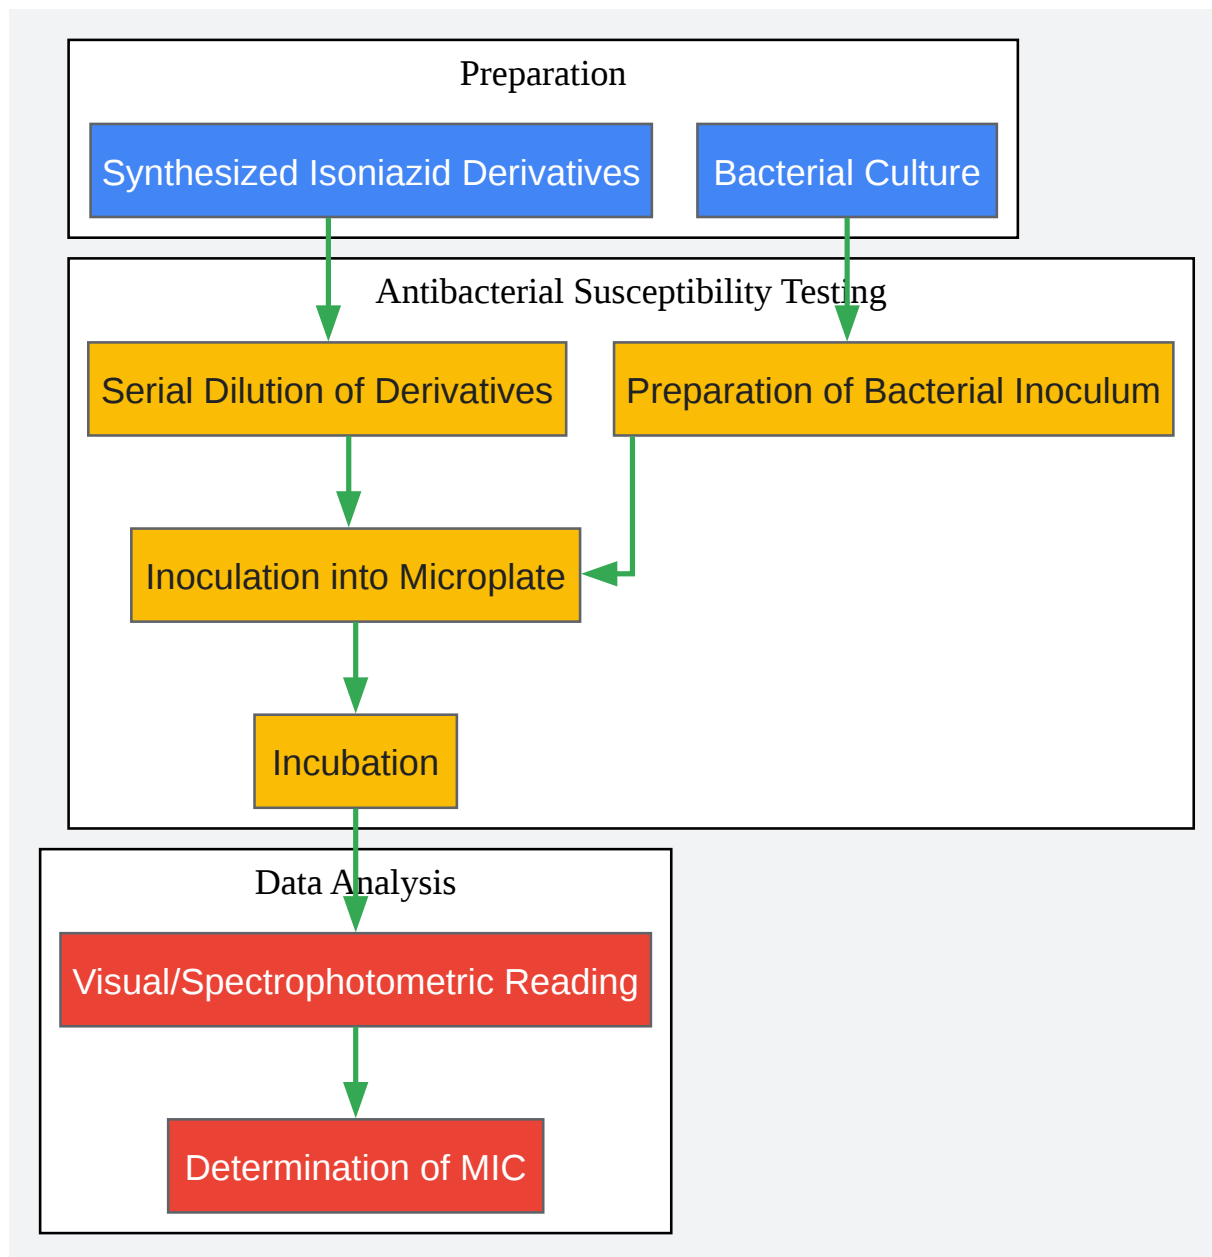 Preparation
Synthesized Isoniazid Derivatives
Bacterial Culture
Antibacterial Susceptibility Testing
Serial Dilution of Derivatives
Preparation of Bacterial Inoculum
Inoculation into Microplate
Incubation
Data Analysis
Visual/Spectrophotometric Reading
Determination of MIC